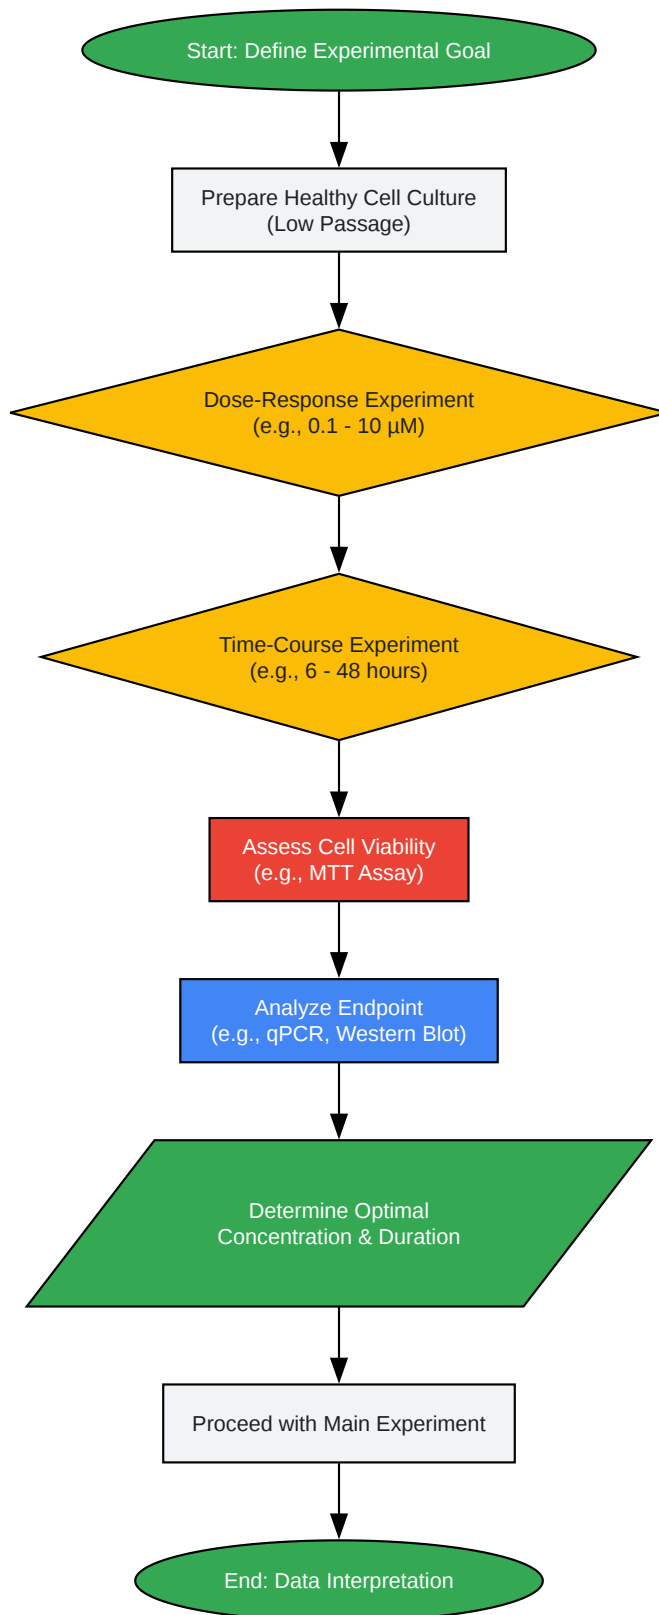 Start: Define Experimental Goal
Prepare Healthy Cell Culture
(Low Passage)
Dose-Response Experiment
(e.g., 0.1 - 10 µM)
Time-Course Experiment
(e.g., 6 - 48 hours)
Assess Cell Viability
(e.g., MTT Assay)
Analyze Endpoint
(e.g., qPCR, Western Blot)
Determine Optimal
Concentration & Duration
Proceed with Main Experiment
End: Data Interpretation